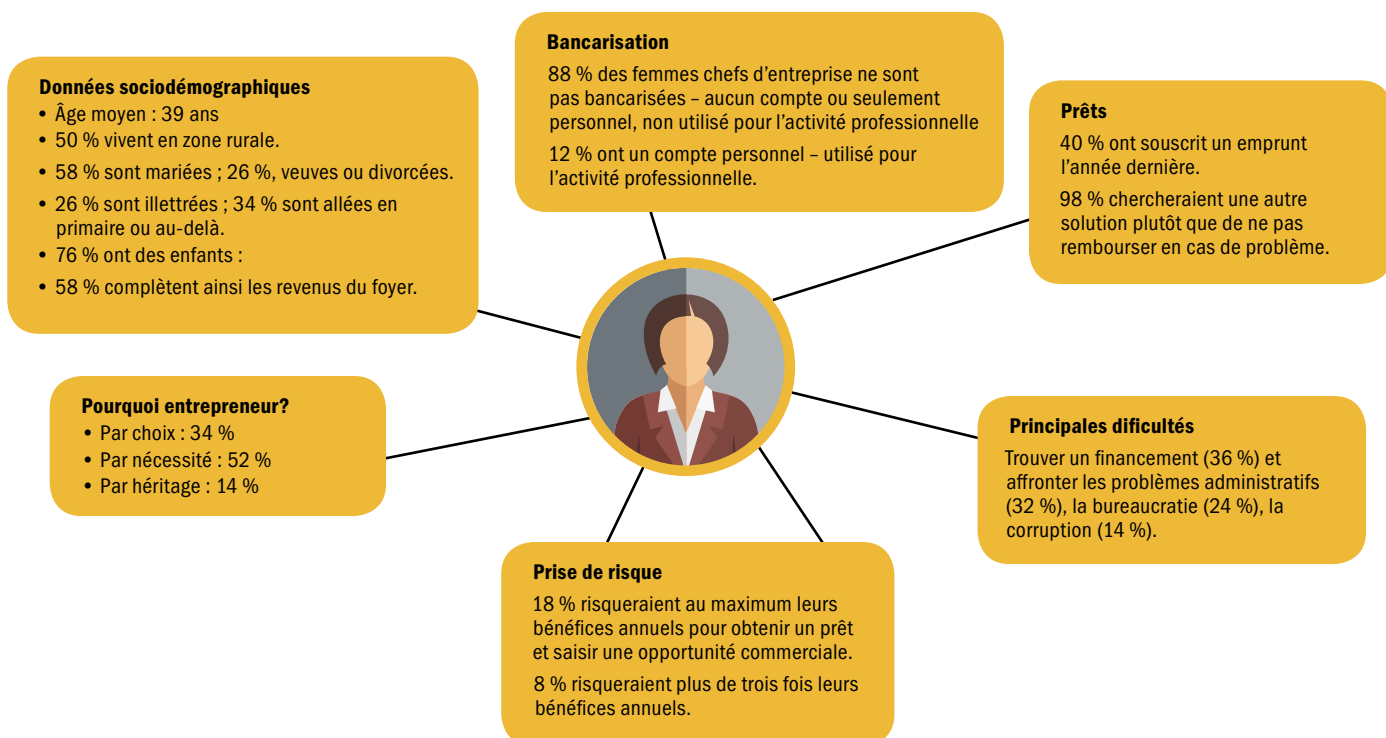 Données sociodémographiques
• Âge moyen : 39 ans
• 50 % vivent en zone rurale.
• 58 % sont mariées ; 26 %, veuves ou divorcées.
• 26 % sont illettrées ; 34 % sont allées en
primaire ou au-delà.
• 76 % ont des enfants :
• 58 % complètent ainsi les revenus du foyer.
Bancarisation
88 % des femmes chefs d'entreprise ne sont
pas bancarisées – aucun compte ou seulement
personnel, non utilisé pour l'activité professionnelle
12 % ont un compte personnel – utilisé pour
l'activité professionnelle.
Prêts
40 % ont souscrit un emprunt
l'année dernière.
98 % chercheraient une autre
solution plutôt que de ne pas
rembourser en cas de problème.
Pourquoi entrepreneur?
• Par choix : 34 %
• Par nécessité : 52 %
• Par héritage : 14 %
Principales dificultés
Trouver un financement (36 %) et
affronter les problèmes administratifs
(32 %), la bureaucratie (24 %), la
corruption (14 %).
Prise de risque
18 % risqueraient au maximum leurs
bénéfices annuels pour obtenir un prêt
et saisir une opportunité commerciale.
8 % risqueraient plus de trois fois leurs
bénéfices annuels.